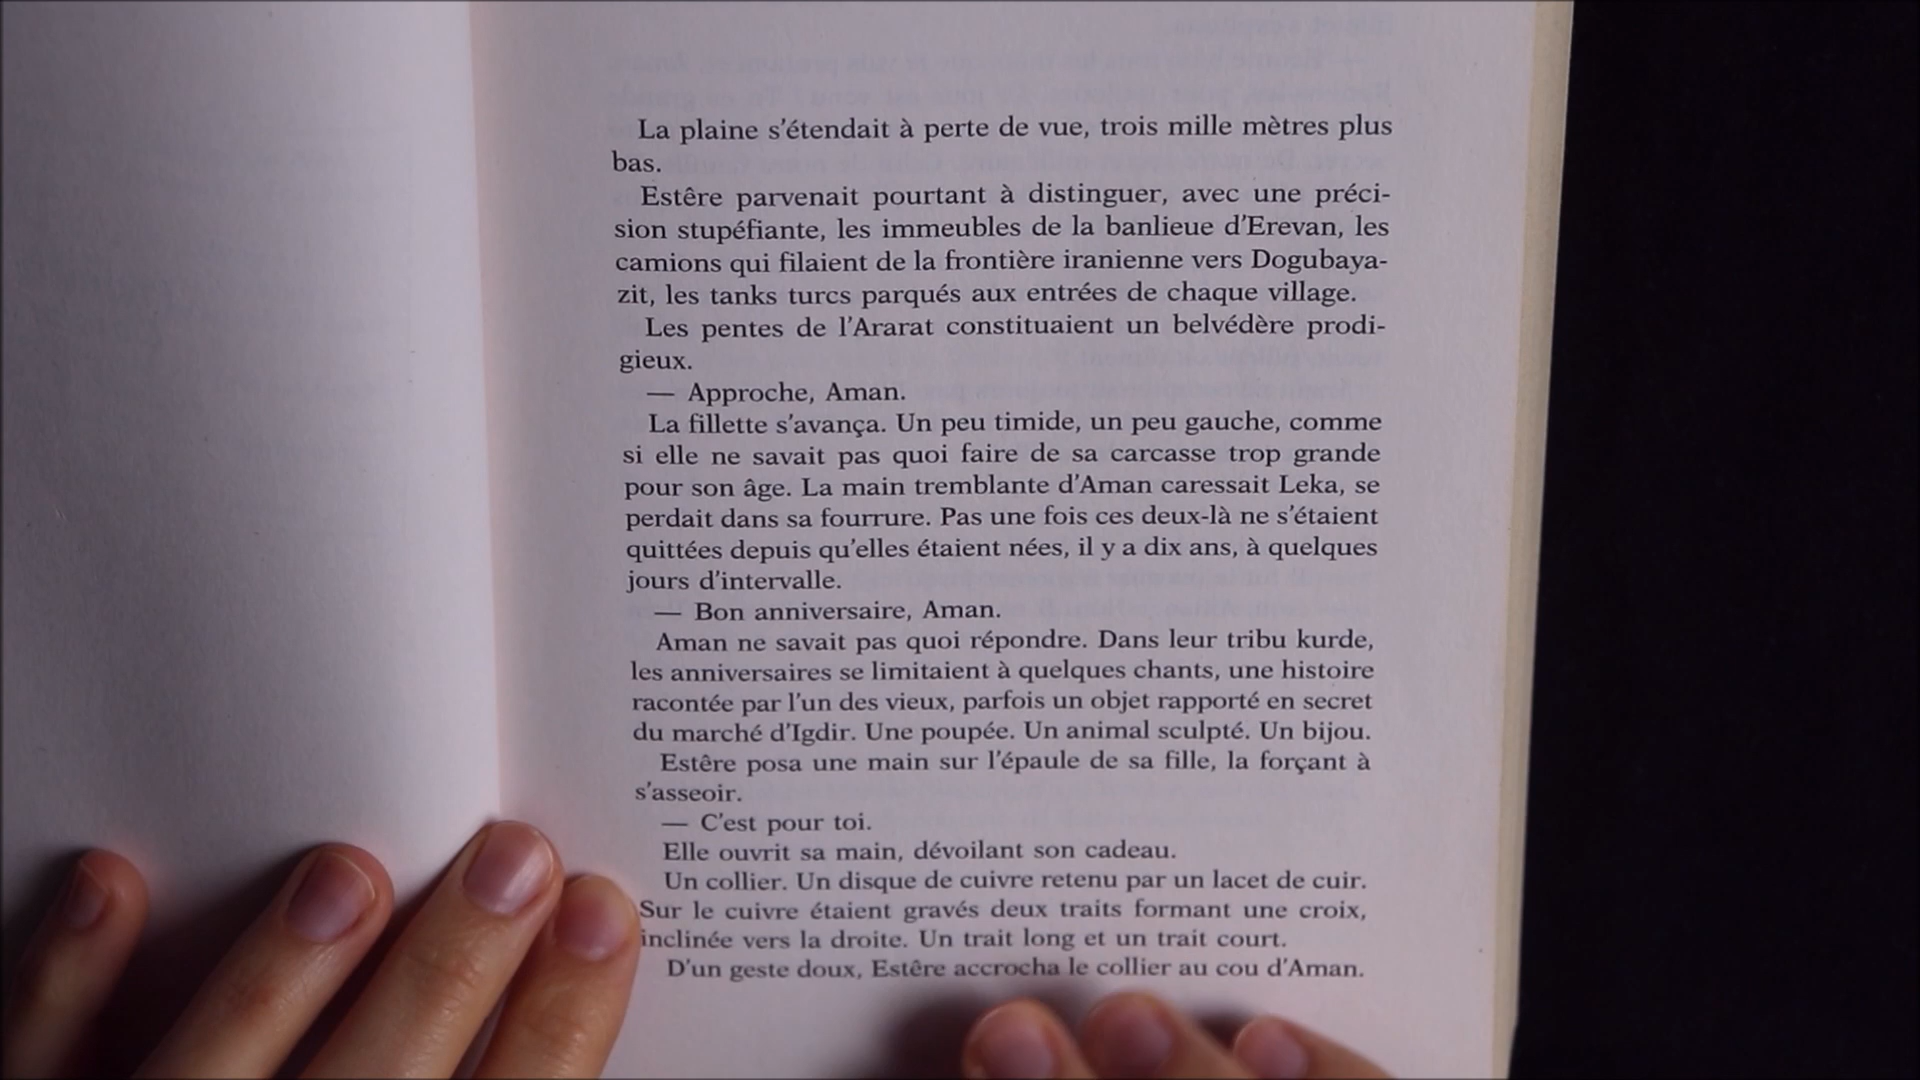 La plaine s'étendait à perte de vue, trois mille mètres plus
bas.
Estêre parvenait pourtant à distinguer, avec une préci-
sion stupéfiante, les immeubles de la banlieue d'Erevan, les
camions qui filaient de la frontière iranienne vers Dogubaya-
zit, les tanks turcs parqués aux entrées de chaque village.
Les pentes de l'Ararat constituaient un belvédère prodi-
gieux.
— Approche, Aman.
La fillette s'avança. Un peu timide, un peu gauche, comme
si elle ne savait pas quoi faire de sa carcasse trop grande
pour son âge. La main tremblante d'Aman caressait Leka, se
perdait dans sa fourrure. Pas une fois ces deux-là ne s'étaient
quittées depuis qu'elles étaient nées, il y a dix ans, à quelques
jours d'intervalle.
— Bon anniversaire, Aman.
Aman ne savait pas quoi répondre. Dans leur tribu kurde,
les anniversaires se limitaient à quelques chants, une histoire
racontée par l'un des vieux, parfois un objet rapporté en secret
du marché d'Igdir. Une poupée. Un animal sculpté. Un bijou.
Estêre posa une main sur l'épaule de sa fille, la forçant à
s'asseoir.
— C'est pour toi.
Elle ouvrit sa main, dévoilant son cadeau.
Un collier. Un disque de cuivre retenu par un lacet de cuir.
Sur le cuivre étaient gravés deux traits formant une croix,
inclinée vers la droite. Un trait long et un trait court.
D'un geste doux, Estêre accrocha le collier au cou d'Aman.